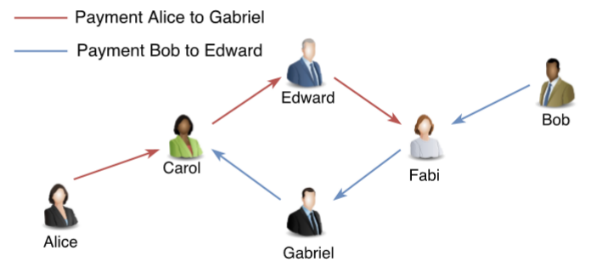 Payment Alice to Gabriel
Payment Bob to Edward
Edward
Bob
Carol
Fabi
Alice
Gabriel